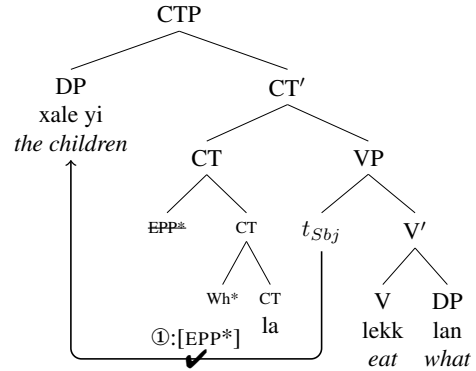 CTP
DP CT′
xale yi
the children
CT VP
EPP* CT tSbj V′
Wh* CT V DP
la lekk lan
①:[EPP*] eat what
✔